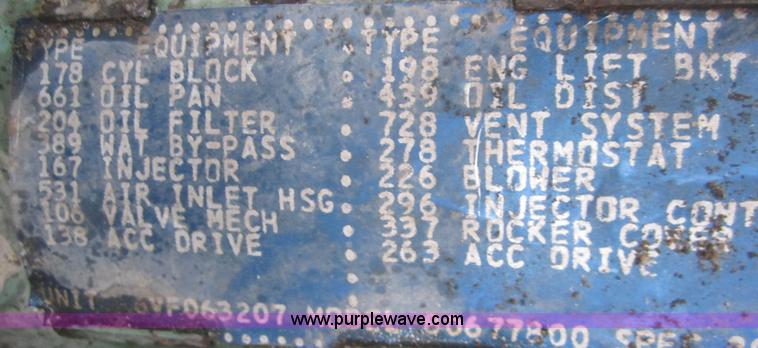 YPE EQUIPMENT TYPE EQUIPMENT
178 CYL BLOCK 198 ENG LIFT BKT
661 OIL PAN 439 OIL DIST
204 OIL FILTER 728 VENT SYSTEM
389 WAT BY-PASS 278 THERMOSTAT
167 INJECTOR 226 BLOWER
531 AIR INLET HSG 296 INJECTOR CONT
106 VALVE MECH 337 ROCKER COVER
138 ACC DRIVE 263 ACC DRIVE
UNIT 6VF063207
www.purplewave.com